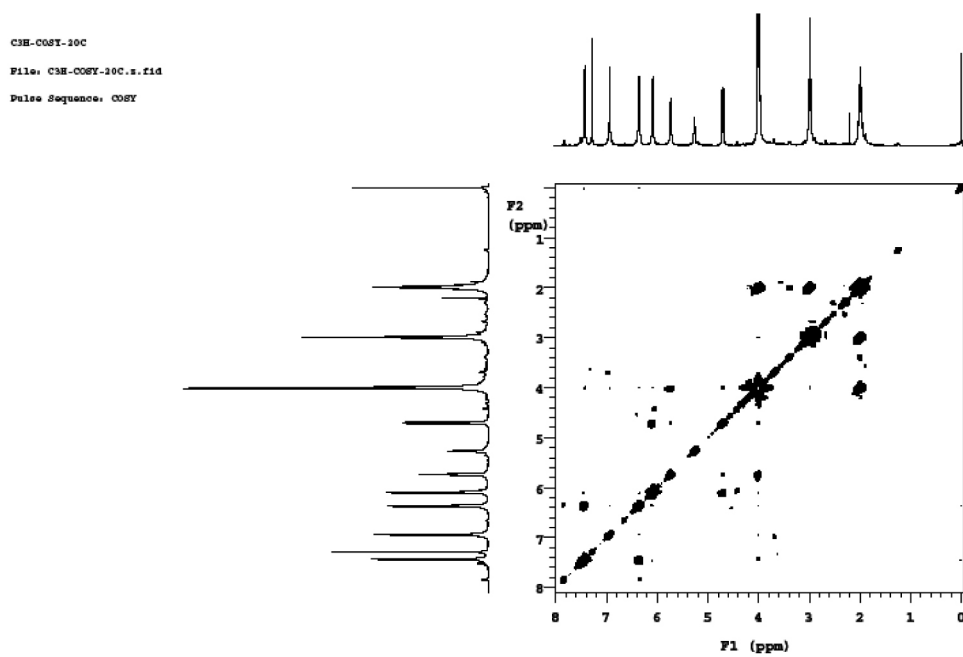 C3H-COSY-20C
File: C3H-COSY-20C.s.fid
Pulse Sequence: COSY
F2
(ppm)
1
2
3
4
5
6
7
8
8 7 6 5 4 3 2 1 0
F1 (ppm)